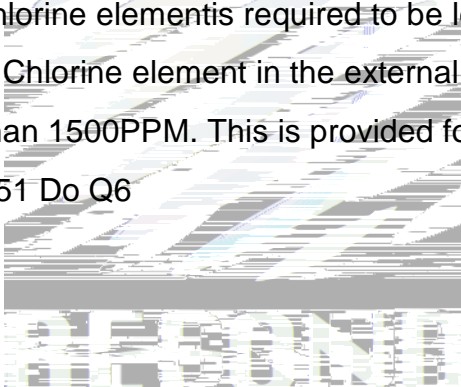 hlorine elementis required to be l
Chlorine element in the external
an 1500PPM. This is provided fo
51 Do Q6